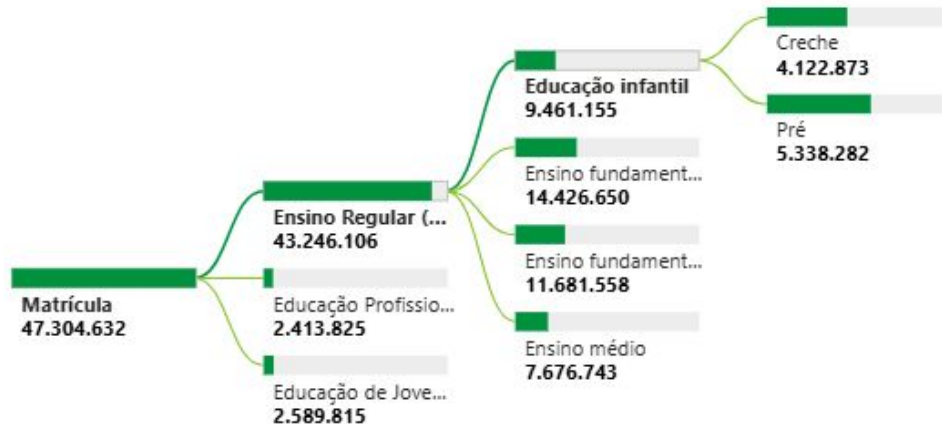 Matrícula
47.304.632
Ensino Regular (...
43.246.106
Educação Profissio...
2.413.825
Educação de Jove...
2.589.815
Educação infantil
9.461.155
Ensino fundament...
14.426.650
Ensino fundament...
11.681.558
Ensino médio
7.676.743
Creche
4.122.873
Pré
5.338.282